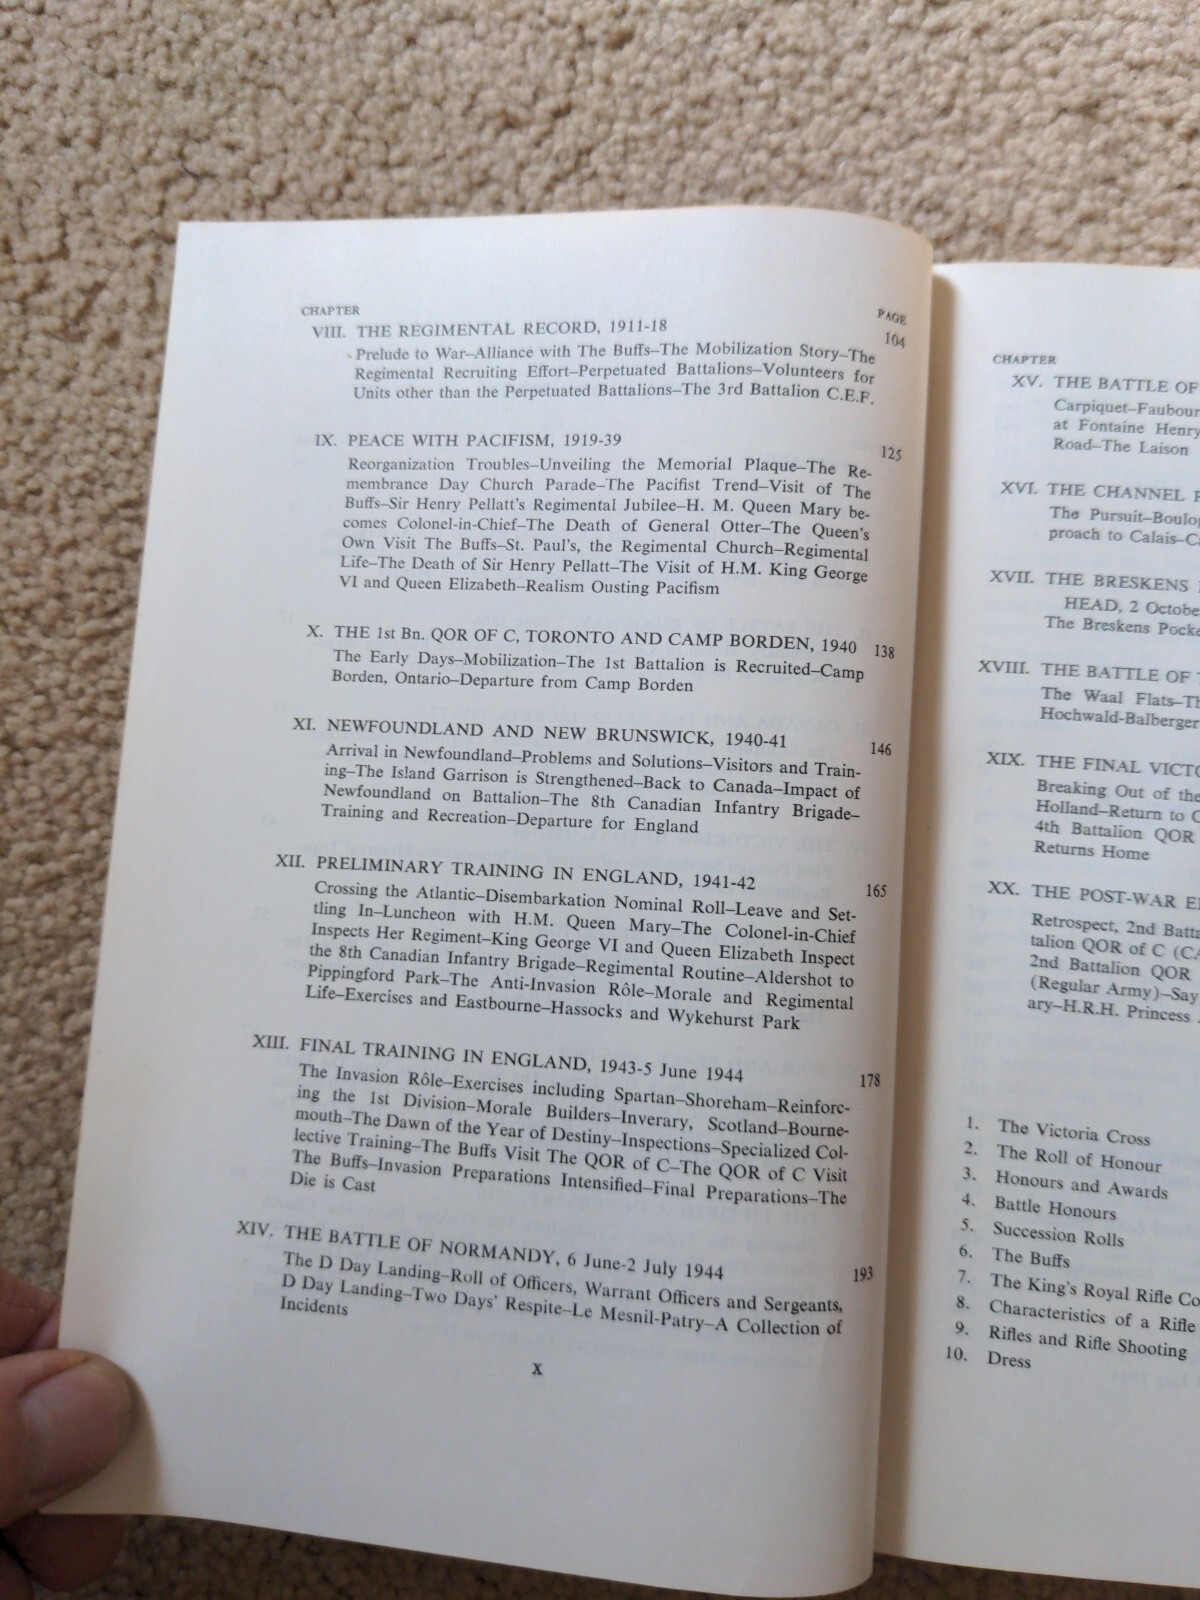 CHAPTER PAGE
VIII. THE REGIMENTAL RECORD, 1911-18 104
Prelude to War–Alliance with The Buffs–The Mobilization Story–The
Regimental Recruiting Effort–Perpetuated Battalions–Volunteers for
Units other than the Perpetuated Battalions–The 3rd Battalion C.E.F.
IX. PEACE WITH PACIFISM, 1919-39 125
Reorganization Troubles–Unveiling the Memorial Plaque–The Re-
membrance Day Church Parade–The Pacifist Trend–Visit of The
Buffs–Sir Henry Pellatt's Regimental Jubilee–H. M. Queen Mary be-
comes Colonel-in-Chief–The Death of General Otter–The Queen's
Own Visit The Buffs–St. Paul's, the Regimental Church–Regimental
Life–The Death of Sir Henry Pellatt–The Visit of H.M. King George
VI and Queen Elizabeth–Realism Ousting Pacifism
X. THE 1st Bn. QOR OF C, TORONTO AND CAMP BORDEN, 1940 138
The Early Days–Mobilization–The 1st Battalion is Recruited–Camp
Borden, Ontario–Departure from Camp Borden
XI. NEWFOUNDLAND AND NEW BRUNSWICK, 1940-41 146
Arrival in Newfoundland–Problems and Solutions–Visitors and Train-
ing–The Island Garrison is Strengthened–Back to Canada–Impact of
Newfoundland on Battalion–The 8th Canadian Infantry Brigade–
Training and Recreation–Departure for England
XII. PRELIMINARY TRAINING IN ENGLAND, 1941-42 165
Crossing the Atlantic–Disembarkation Nominal Roll–Leave and Set-
tling In–Luncheon with H.M. Queen Mary–The Colonel-in-Chief
Inspects Her Regiment–King George VI and Queen Elizabeth Inspect
the 8th Canadian Infantry Brigade–Regimental Routine–Aldershot to
Pippingford Park–The Anti-Invasion Rôle–Morale and Regimental
Life–Exercises and Eastbourne–Hassocks and Wykehurst Park
XIII. FINAL TRAINING IN ENGLAND, 1943-5 June 1944 178
The Invasion Rôle–Exercises including Spartan–Shoreham–Reinforc-
ing the 1st Division–Morale Builders–Inverary, Scotland–Bourne-
mouth–The Dawn of the Year of Destiny–Inspections–Specialized Col-
lective Training–The Buffs Visit The QOR of C–The QOR of C Visit
The Buffs–Invasion Preparations Intensified–Final Preparations–The
Die is Cast
XIV. THE BATTLE OF NORMANDY, 6 June-2 July 1944 193
The D Day Landing–Roll of Officers, Warrant Officers and Sergeants,
D Day Landing–Two Days' Respite–Le Mesnil-Patry–A Collection of
Incidents
X
CHAPTER
XV. THE BATTLE OF
Carpiquet–Faubour
at Fontaine Henry
Road–The Laison
XVI. THE CHANNEL
The Pursuit–Boulog
proach to Calais–C
XVII. THE BRESKENS
HEAD, 2 Octobe
The Breskens Pocke
XVIII. THE BATTLE OF
The Waal Flats–Th
Hochwald-Balberger
XIX. THE FINAL VICTO
Breaking Out of the
Holland–Return to
4th Battalion QOR
Returns Home
XX. THE POST-WAR
Retrospect, 2nd Batta
talion QOR of C (CA
2nd Battalion QOR
(Regular Army)–Say
ary–H.R.H. Princess
1. The Victoria Cross
2. The Roll of Honour
3. Honours and Awards
4. Battle Honours
5. Succession Rolls
6. The Buffs
7. The King's Royal Rifle Co
8. Characteristics of a Rifle
9. Rifles and Rifle Shooting
10. Dress